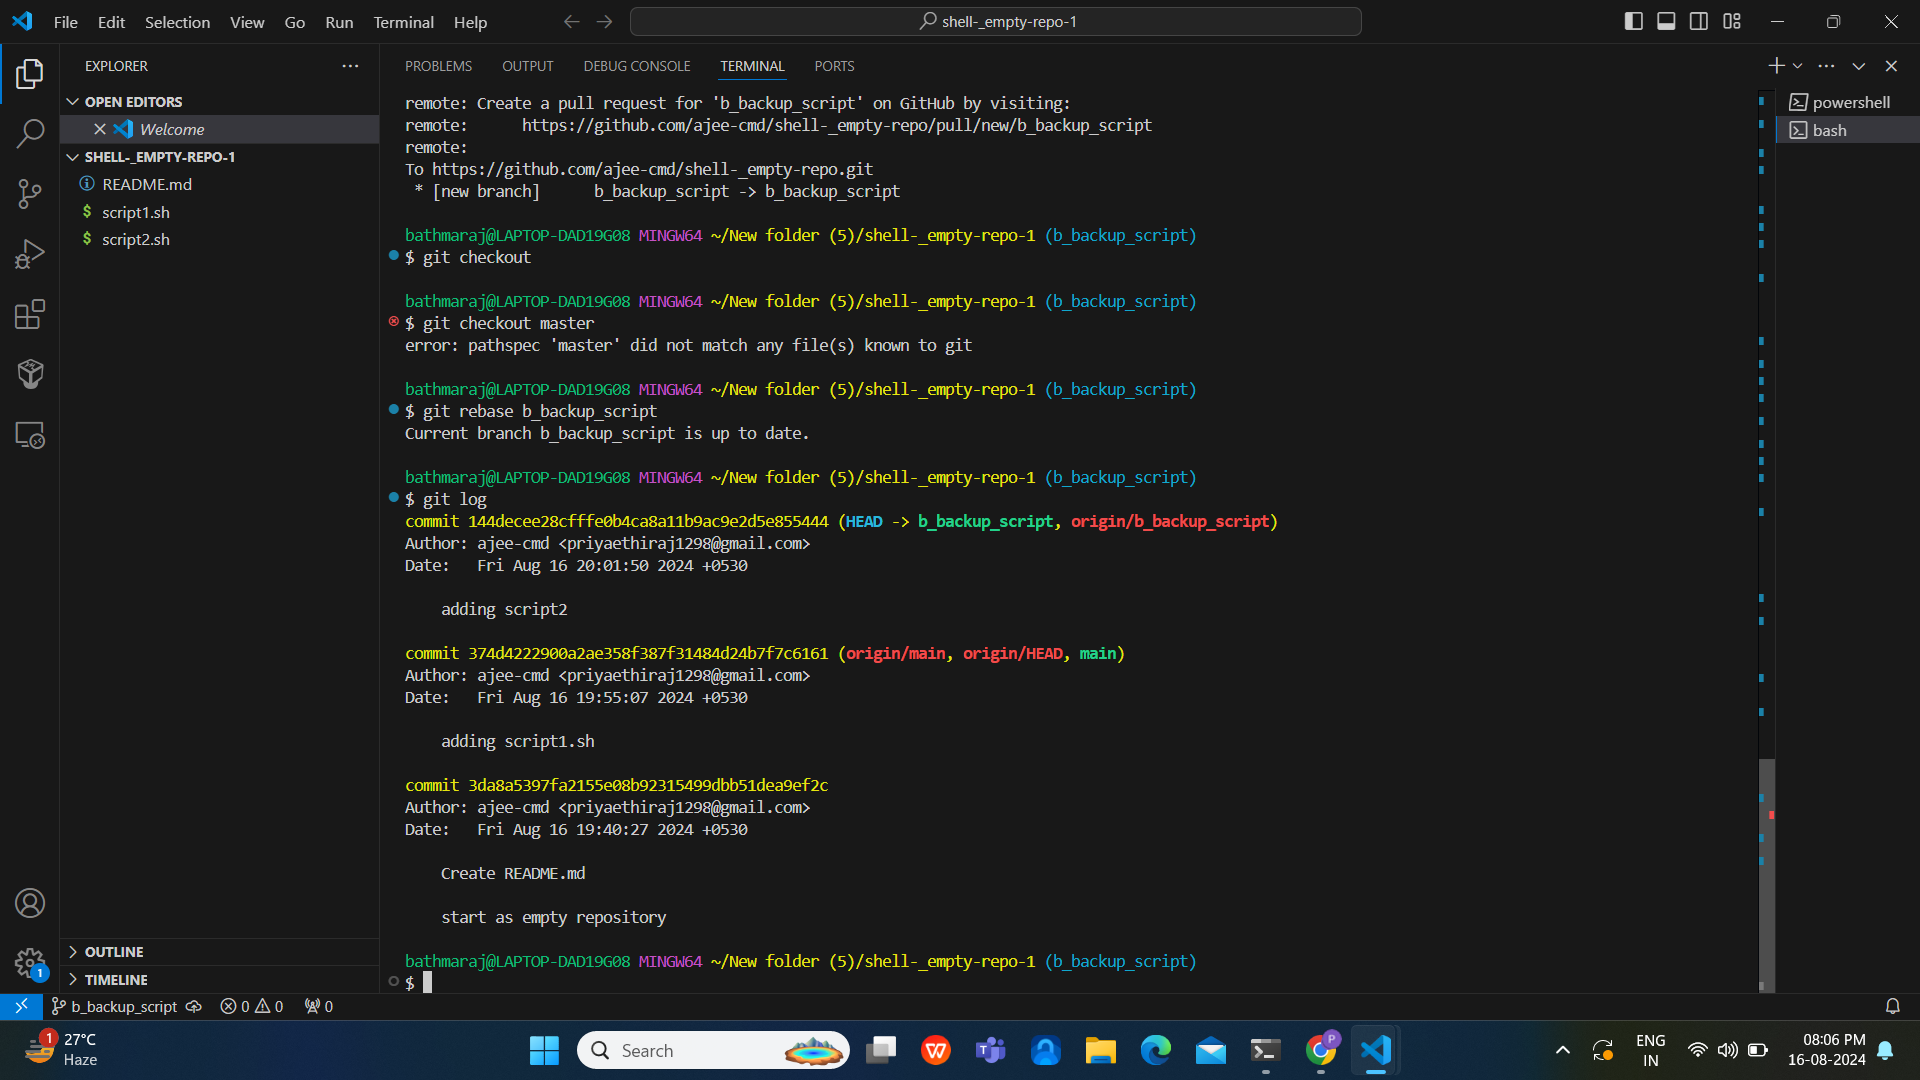 File Edit Selection View Go Run Terminal Help
shell-_empty-repo-1
EXPLORER
OPEN EDITORS
Welcome
SHELL-_EMPTY-REPO-1
README.md
script1.sh
script2.sh
OUTLINE
TIMELINE
PROBLEMS OUTPUT DEBUG CONSOLE TERMINAL PORTS
powershell
bash
remote: Create a pull request for 'b_backup_script' on GitHub by visiting:
remote:      https://github.com/ajee-cmd/shell-_empty-repo/pull/new/b_backup_script
remote:
To https://github.com/ajee-cmd/shell-_empty-repo.git
 * [new branch]      b_backup_script -> b_backup_script
bathmaraj@LAPTOP-DAD19G08 MINGW64 ~/New folder (5)/shell-_empty-repo-1 (b_backup_script)
$ git checkout
bathmaraj@LAPTOP-DAD19G08 MINGW64 ~/New folder (5)/shell-_empty-repo-1 (b_backup_script)
$ git checkout master
error: pathspec 'master' did not match any file(s) known to git
bathmaraj@LAPTOP-DAD19G08 MINGW64 ~/New folder (5)/shell-_empty-repo-1 (b_backup_script)
$ git rebase b_backup_script
Current branch b_backup_script is up to date.
bathmaraj@LAPTOP-DAD19G08 MINGW64 ~/New folder (5)/shell-_empty-repo-1 (b_backup_script)
$ git log
commit 144decee28cfffe0b4ca8a11b9ac9e2d5e855444 (HEAD -> b_backup_script, origin/b_backup_script)
Author: ajee-cmd <priyaethiraj1298@gmail.com>
Date:   Fri Aug 16 20:01:50 2024 +0530
    adding script2
commit 374d4222900a2ae358f387f31484d24b7f7c6161 (origin/main, origin/HEAD, main)
Author: ajee-cmd <priyaethiraj1298@gmail.com>
Date:   Fri Aug 16 19:55:07 2024 +0530
    adding script1.sh
commit 3da8a5397fa2155e08b92315499dbb51dea9ef2c
Author: ajee-cmd <priyaethiraj1298@gmail.com>
Date:   Fri Aug 16 19:40:27 2024 +0530
    Create README.md
    start as empty repository
bathmaraj@LAPTOP-DAD19G08 MINGW64 ~/New folder (5)/shell-_empty-repo-1 (b_backup_script)
$
1
b_backup_script 0 0 0
1
27°C
Haze
Search
P
ENG
IN
08:06 PM
16-08-2024